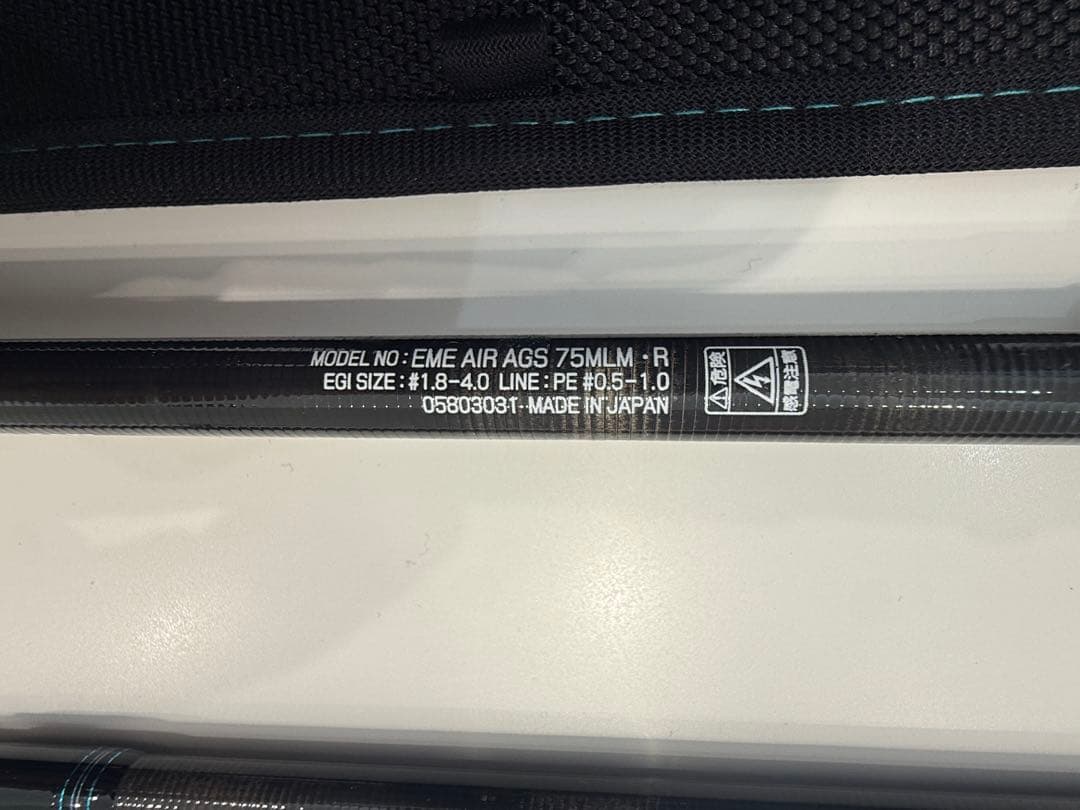 MODEL NO : EME AIR AGS 75MLM・R
EGI SIZE : #1.8-4.0 LINE : PE #0.5-1.0
05803031 MADE IN JAPAN
危険
感電注意